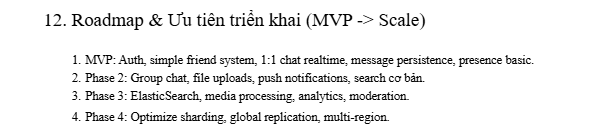 12. Roadmap & Ưu tiên triển khai (MVP -> Scale)
1. MVP: Auth, simple friend system, 1:1 chat realtime, message persistence, presence basic.
2. Phase 2: Group chat, file uploads, push notifications, search cơ bản.
3. Phase 3: ElasticSearch, media processing, analytics, moderation.
4. Phase 4: Optimize sharding, global replication, multi-region.